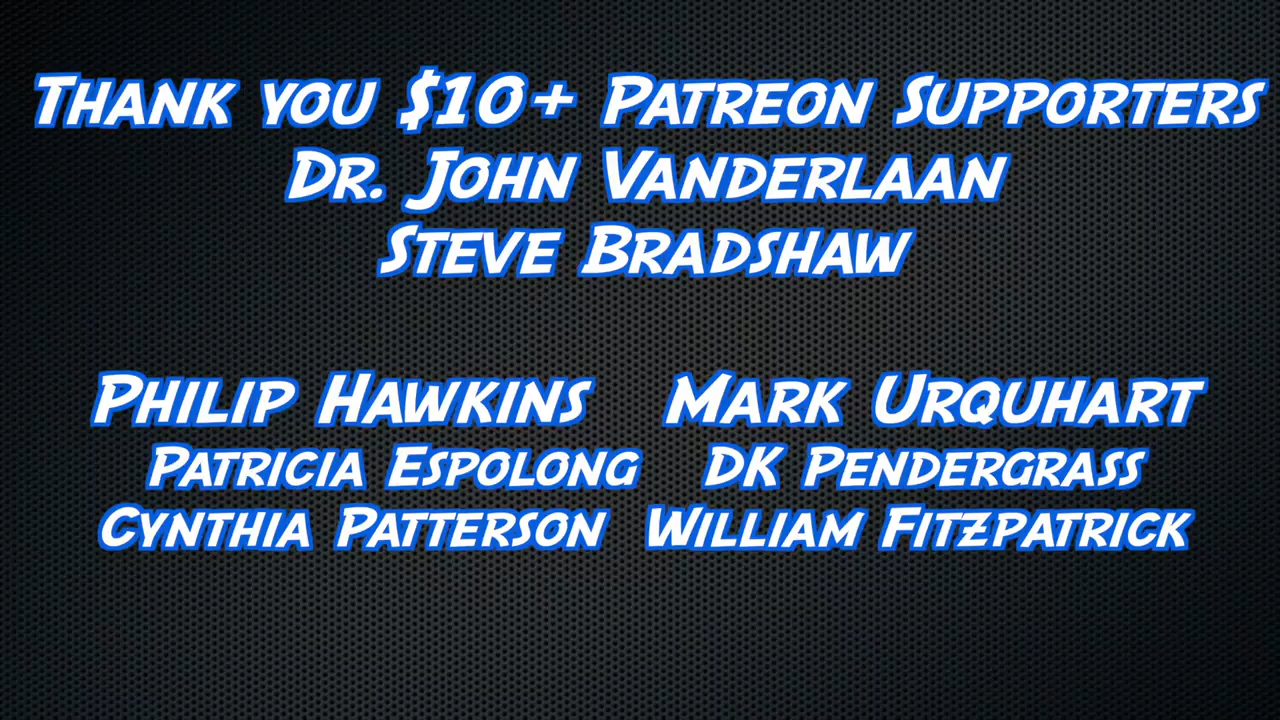 Thank you $10+ Patreon Supporters
Dr. John Vanderlaan
Steve Bradshaw
Philip Hawkins Mark Urquhart
Patricia Espolong DK Pendergrass
Cynthia Patterson William Fitzpatrick